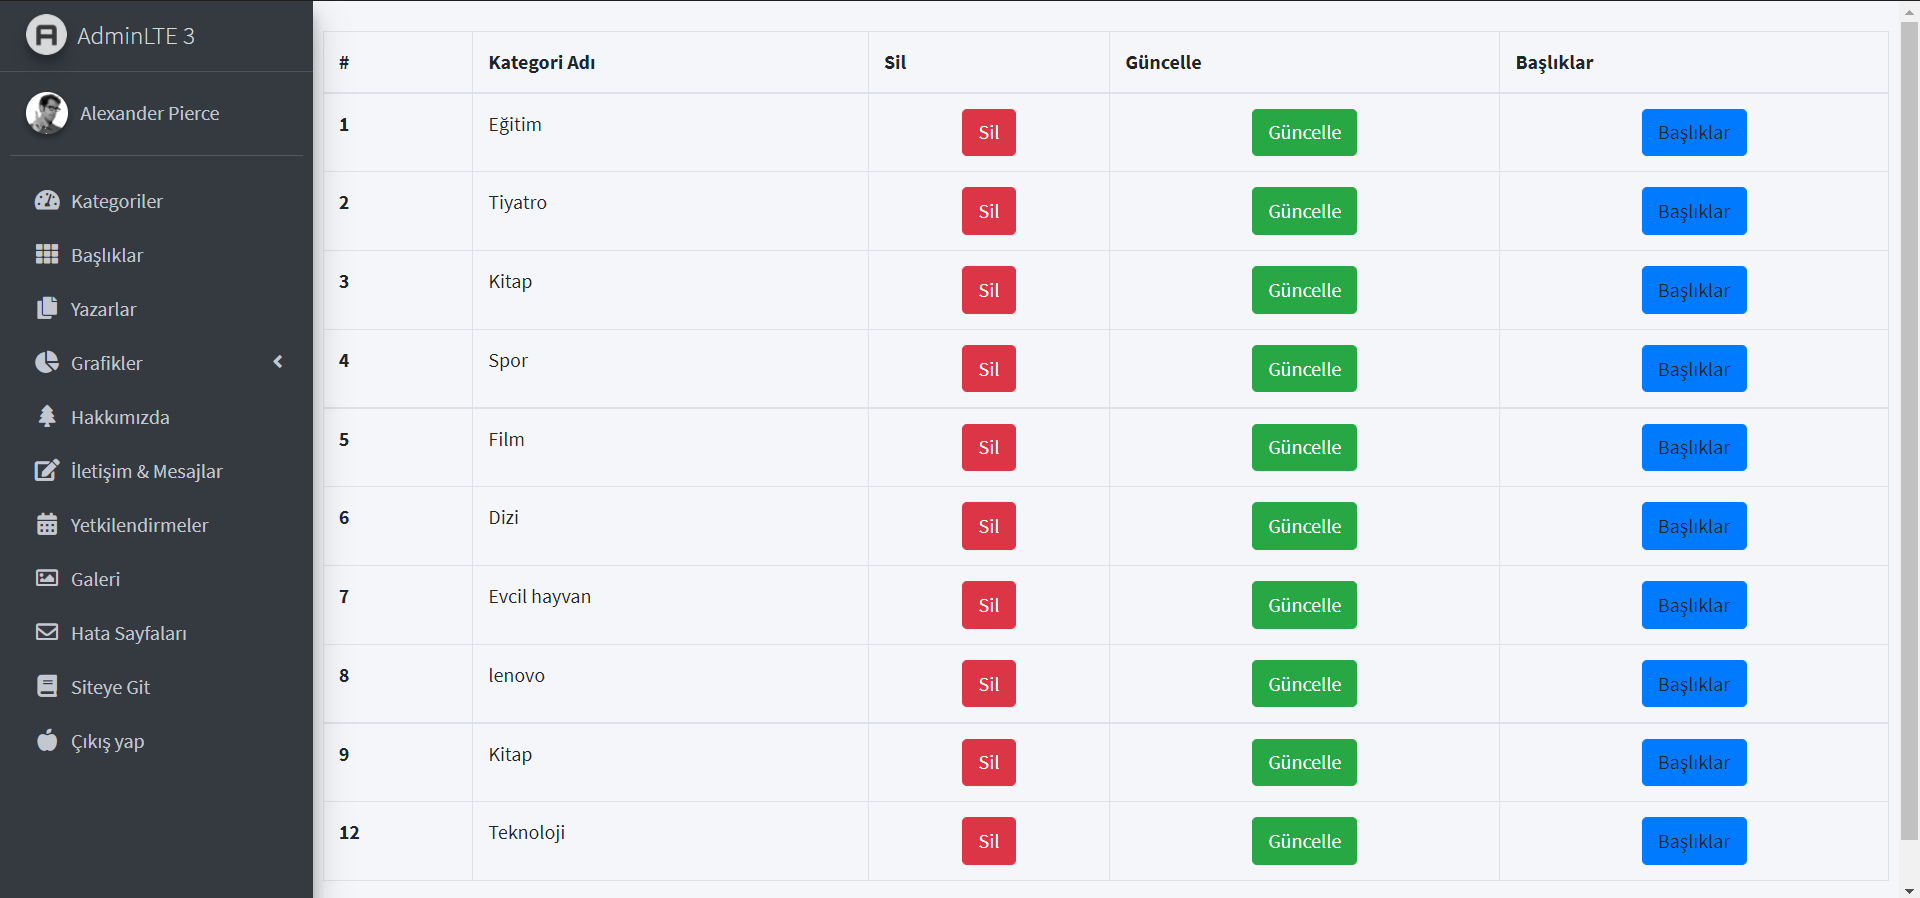 AdminLTE 3
Alexander Pierce
Kategoriler
Başlıklar
Yazarlar
Grafikler
Hakkımızda
İletişim & Mesajlar
Yetkilendirmeler
Galeri
Hata Sayfaları
Siteye Git
Çıkış yap
# Kategori Adı Sil Güncelle Başlıklar
1 Eğitim Sil Güncelle Başlıklar
2 Tiyatro Sil Güncelle Başlıklar
3 Kitap Sil Güncelle Başlıklar
4 Spor Sil Güncelle Başlıklar
5 Film Sil Güncelle Başlıklar
6 Dizi Sil Güncelle Başlıklar
7 Evcil hayvan Sil Güncelle Başlıklar
8 lenovo Sil Güncelle Başlıklar
9 Kitap Sil Güncelle Başlıklar
12 Teknoloji Sil Güncelle Başlıklar